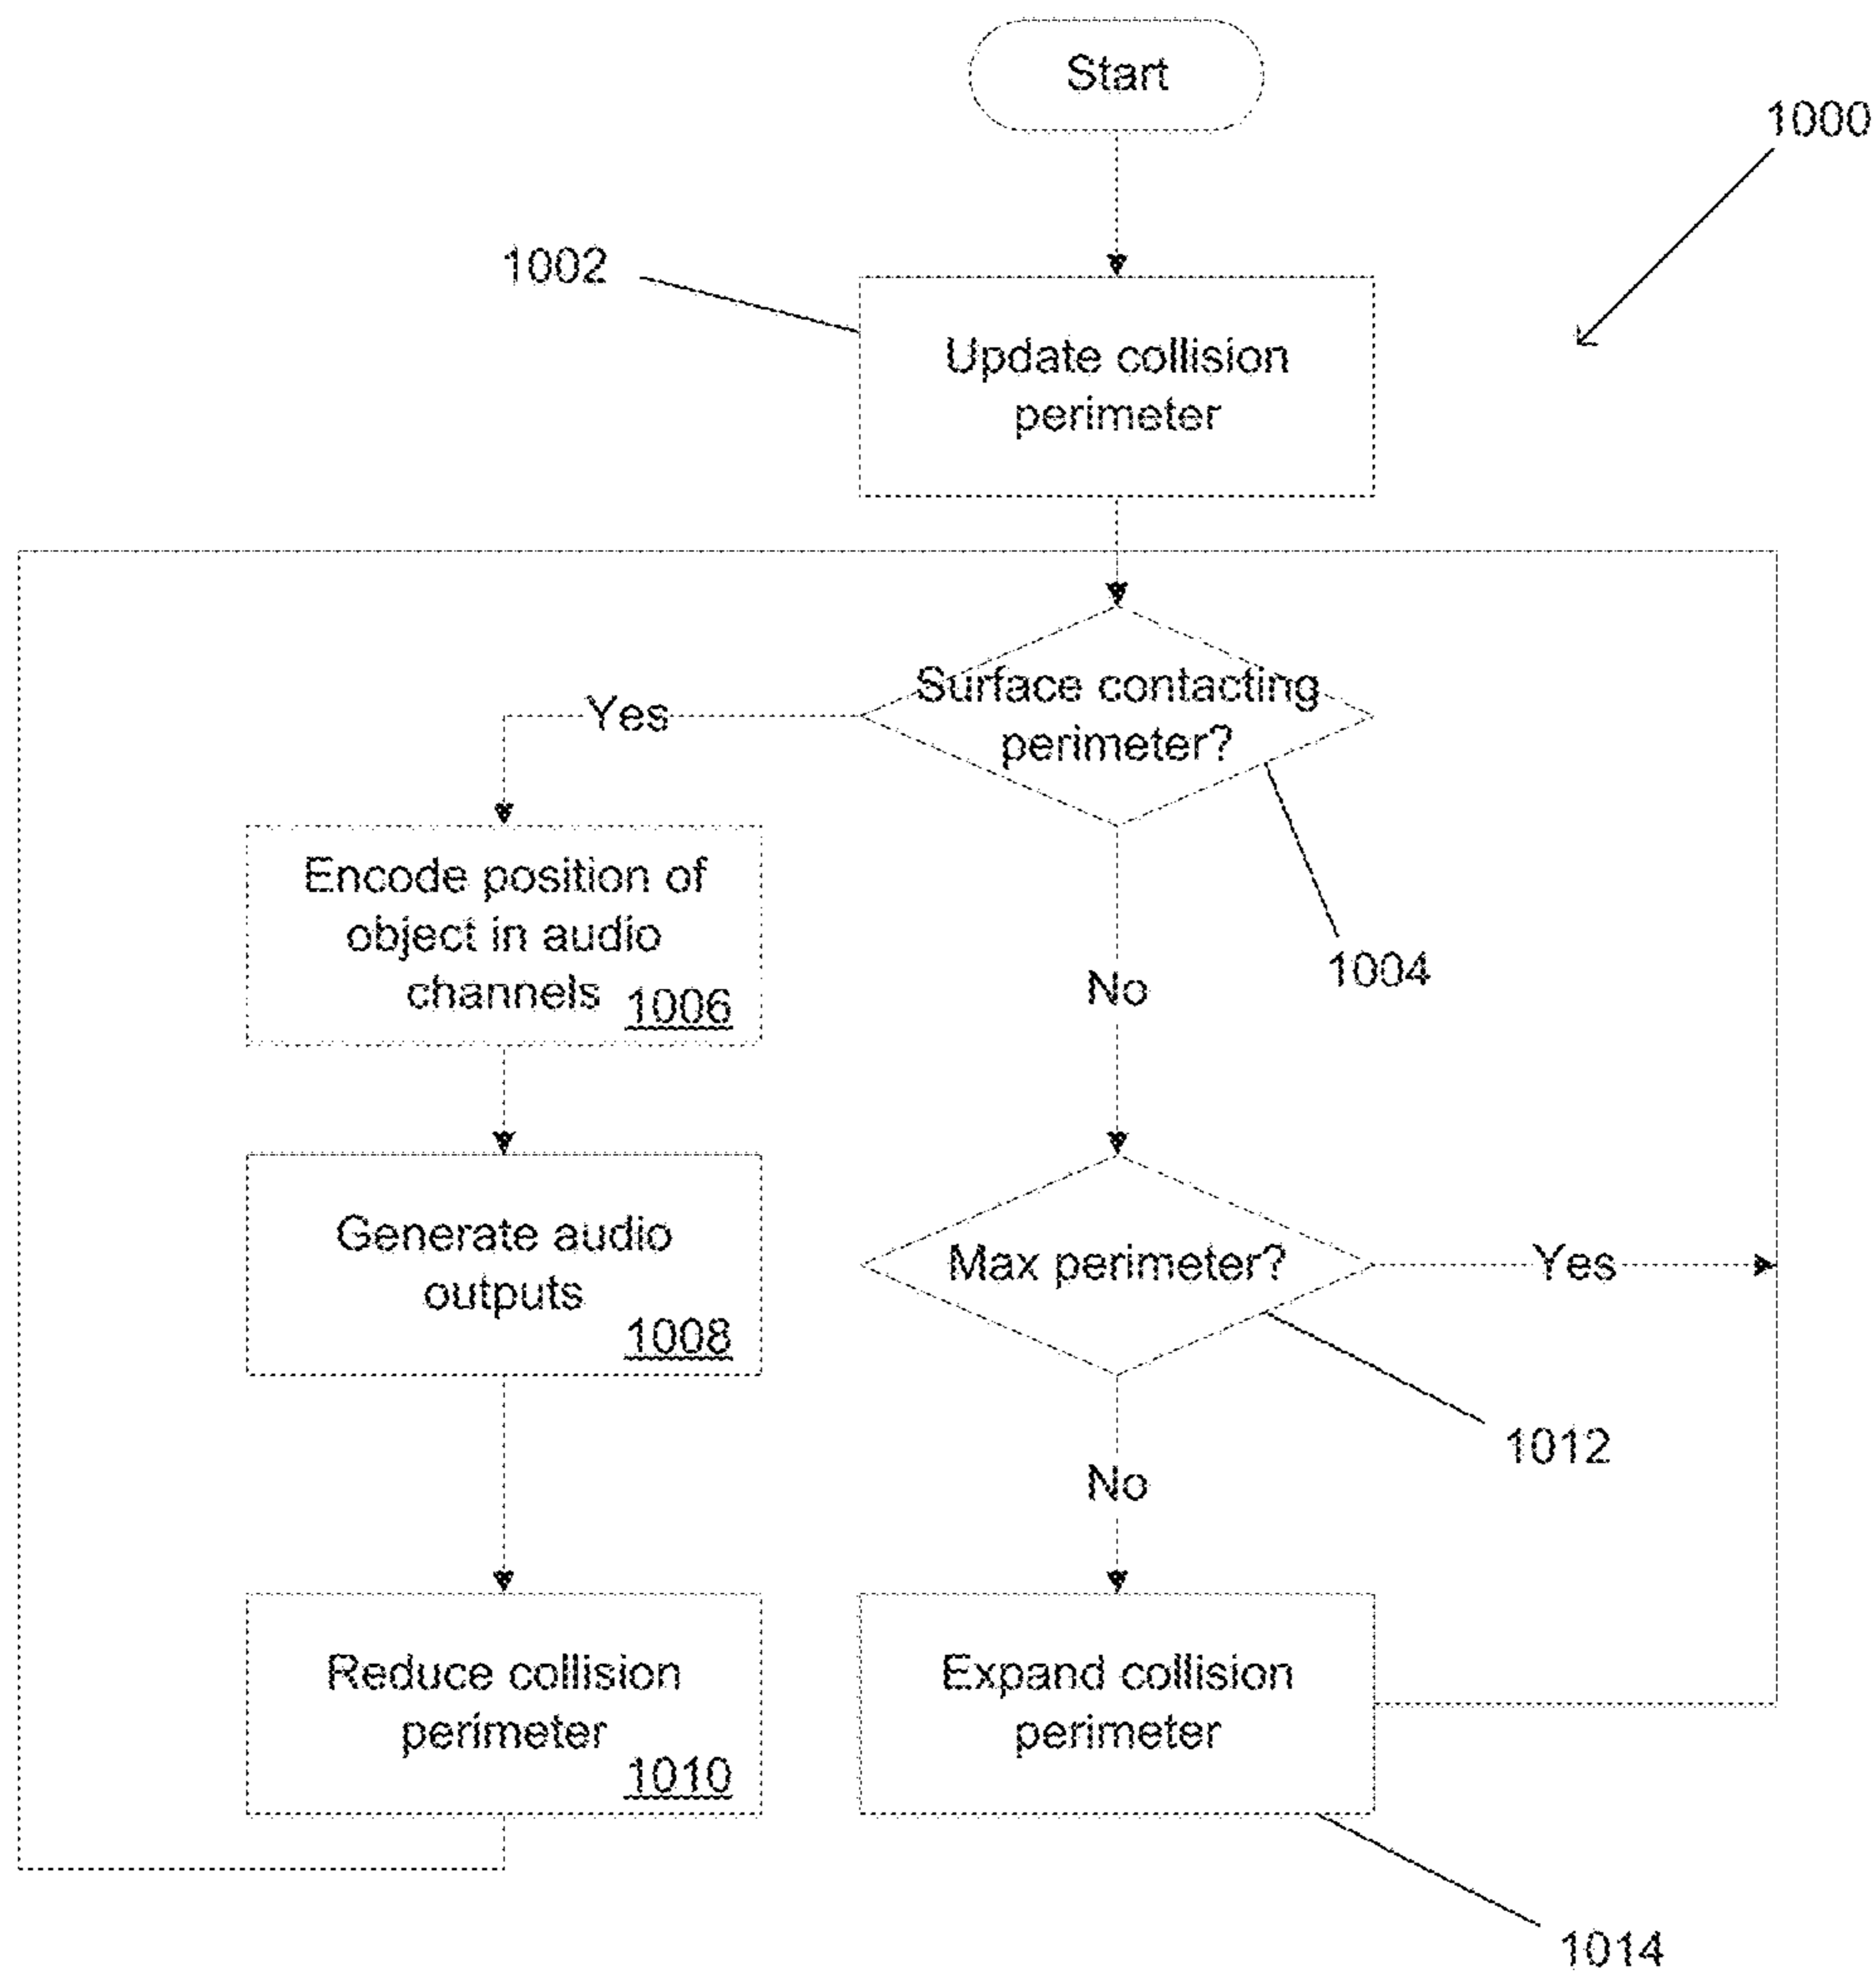 Start
1000
1002
Update collision
perimeter
Surface contacting
perimeter?
Yes
1004
Encode position of
object in audio
channels
1006
No
Generate audio
outputs
1008
Max perimeter?
Yes
1012
No
Reduce collision
perimeter
1010
Expand collision
perimeter
1014